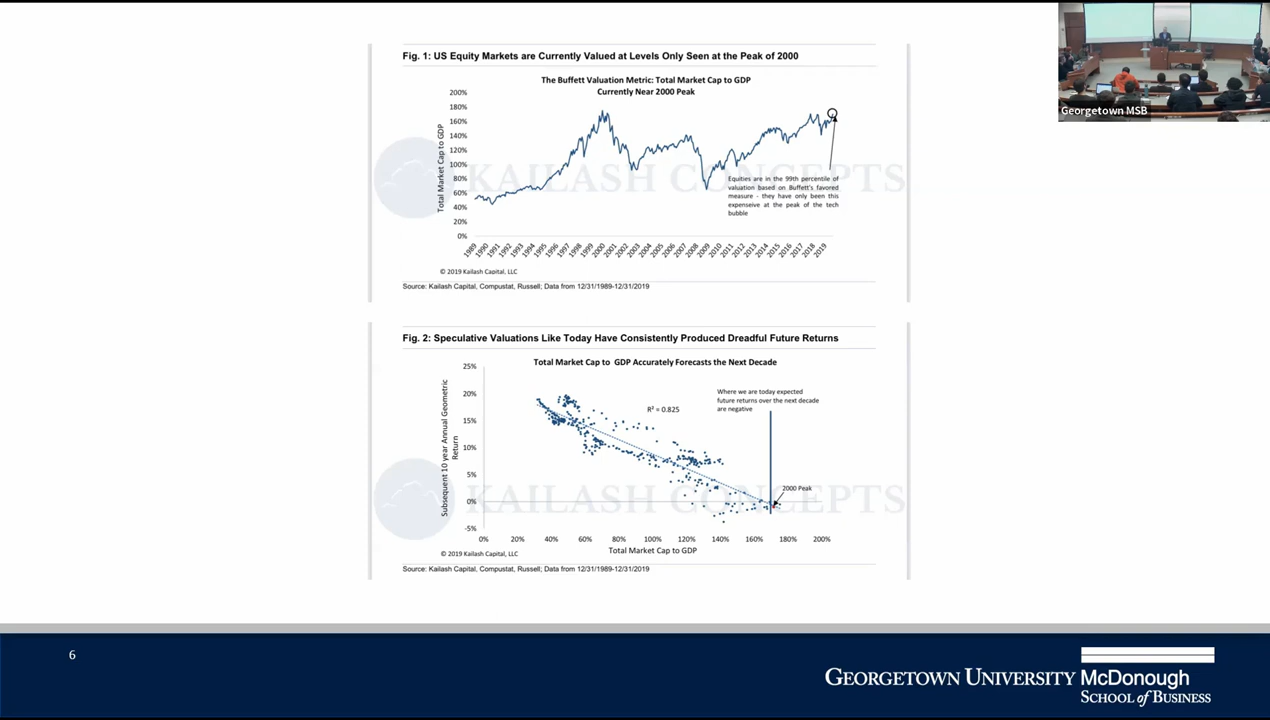 Fig. 1: US Equity Markets are Currently Valued at Levels Only Seen at the Peak of 2000
The Buffett Valuation Metric: Total Market Cap to GDP
Currently Near 2000 Peak
Total Market Cap to GDP
200%
180%
160%
140%
120%
100%
80%
60%
40%
20%
0%
KAILASH CONCEPTS
Equities are in the 99th percentile of
valuation based on Buffett's favored
measure - they have only been this
expenseive at the peak of the tech
bubble
1989 1990 1991 1992 1993 1994 1995 1996 1997 1998 1999 2000 2001 2002 2003 2004 2005 2006 2007 2008 2009 2010 2011 2012 2013 2014 2015 2016 2017 2018 2019
© 2019 Kailash Capital, LLC
Source: Kailash Capital, Compustat, Russell; Data from 12/31/1989-12/31/2019
Fig. 2: Speculative Valuations Like Today Have Consistently Produced Dreadful Future Returns
Total Market Cap to GDP Accurately Forecasts the Next Decade
Subsequent 10 year Annual Geometric
Return
25%
20%
15%
10%
5%
0%
-5%
R² = 0.825
Where we are today expected
future returns over the next decade
are negative
2000 Peak
KAILASH CONCEPTS
0% 20% 40% 60% 80% 100% 120% 140% 160% 180% 200%
Total Market Cap to GDP
© 2019 Kailash Capital, LLC
Source: Kailash Capital, Compustat, Russell; Data from 12/31/1989-12/31/2019
Georgetown MSB
6
GEORGETOWN UNIVERSITY
McDonough
SCHOOL of BUSINESS